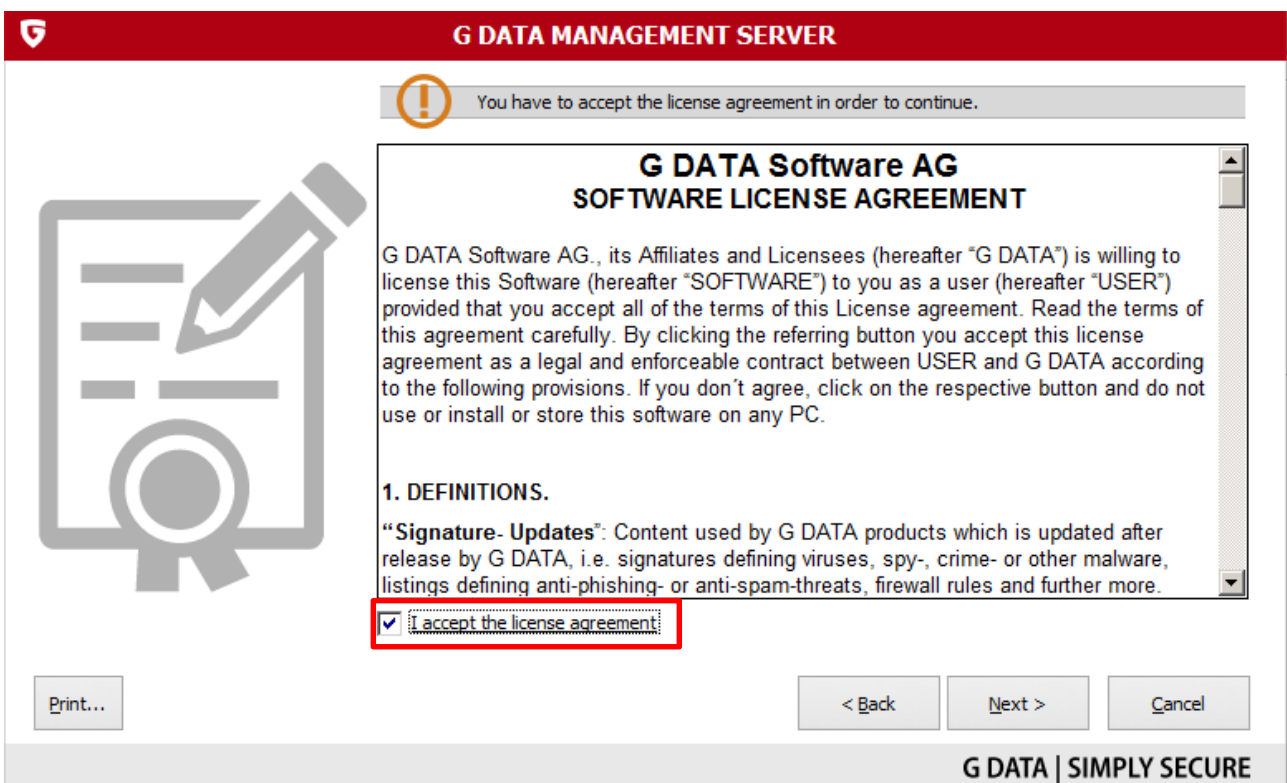 G DATA MANAGEMENT SERVER
You have to accept the license agreement in order to continue.
G DATA Software AG
SOFTWARE LICENSE AGREEMENT
G DATA Software AG., its Affiliates and Licensees (hereafter “G DATA”) is willing to
license this Software (hereafter “SOFTWARE”) to you as a user (hereafter “USER”)
provided that you accept all of the terms of this License agreement. Read the terms of
this agreement carefully. By clicking the referring button you accept this license
agreement as a legal and enforceable contract between USER and G DATA according
to the following provisions. If you don´t agree, click on the respective button and do not
use or install or store this software on any PC.
1. DEFINITIONS.
“Signature- Updates”: Content used by G DATA products which is updated after
release by G DATA, i.e. signatures defining viruses, spy-, crime- or other malware,
listings defining anti-phishing- or anti-spam-threats, firewall rules and further more.
I accept the license agreement
Print...
< Back
Next >
Cancel
G DATA | SIMPLY SECURE